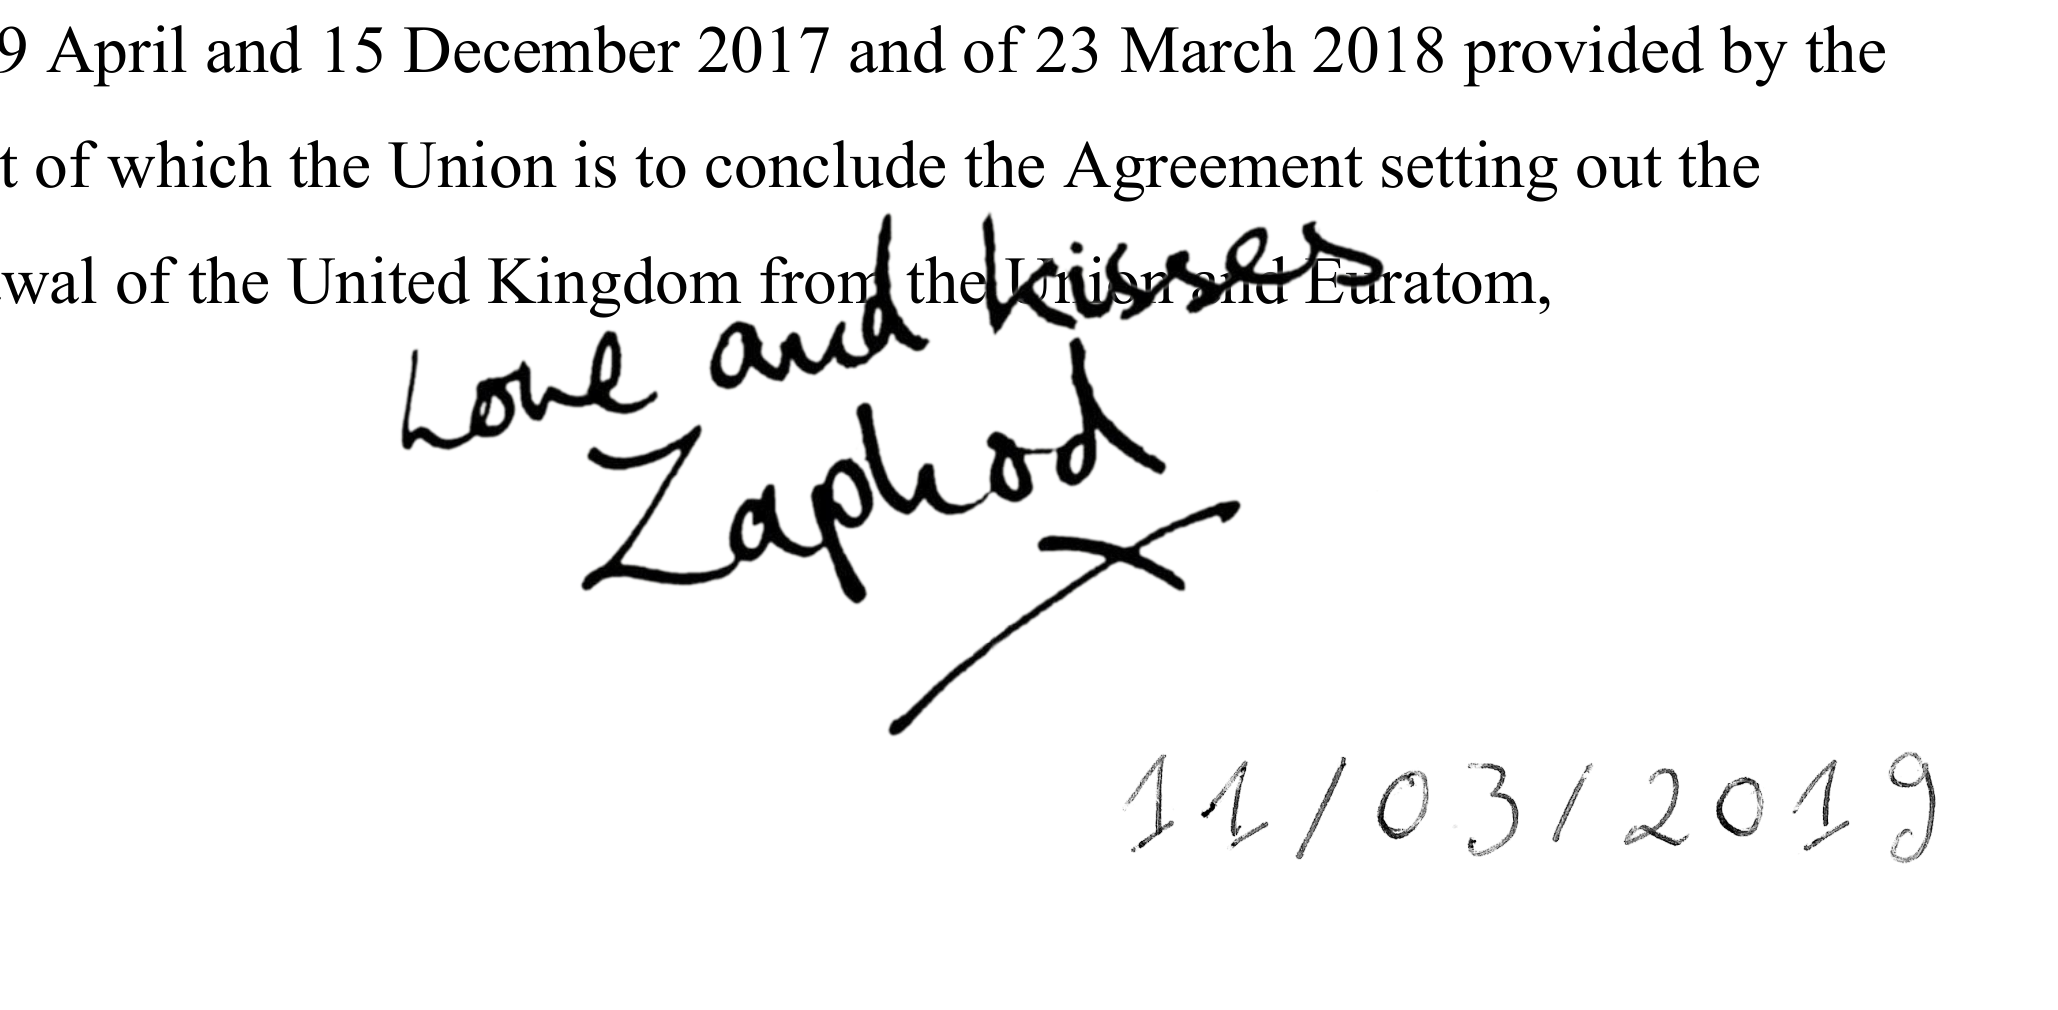 9 April and 15 December 2017 and of 23 March 2018 provided by the
t of which the Union is to conclude the Agreement setting out the
wal of the United Kingdom from the Union and Euratom,
Love and kisses
Zaphod
X
11/03/2019